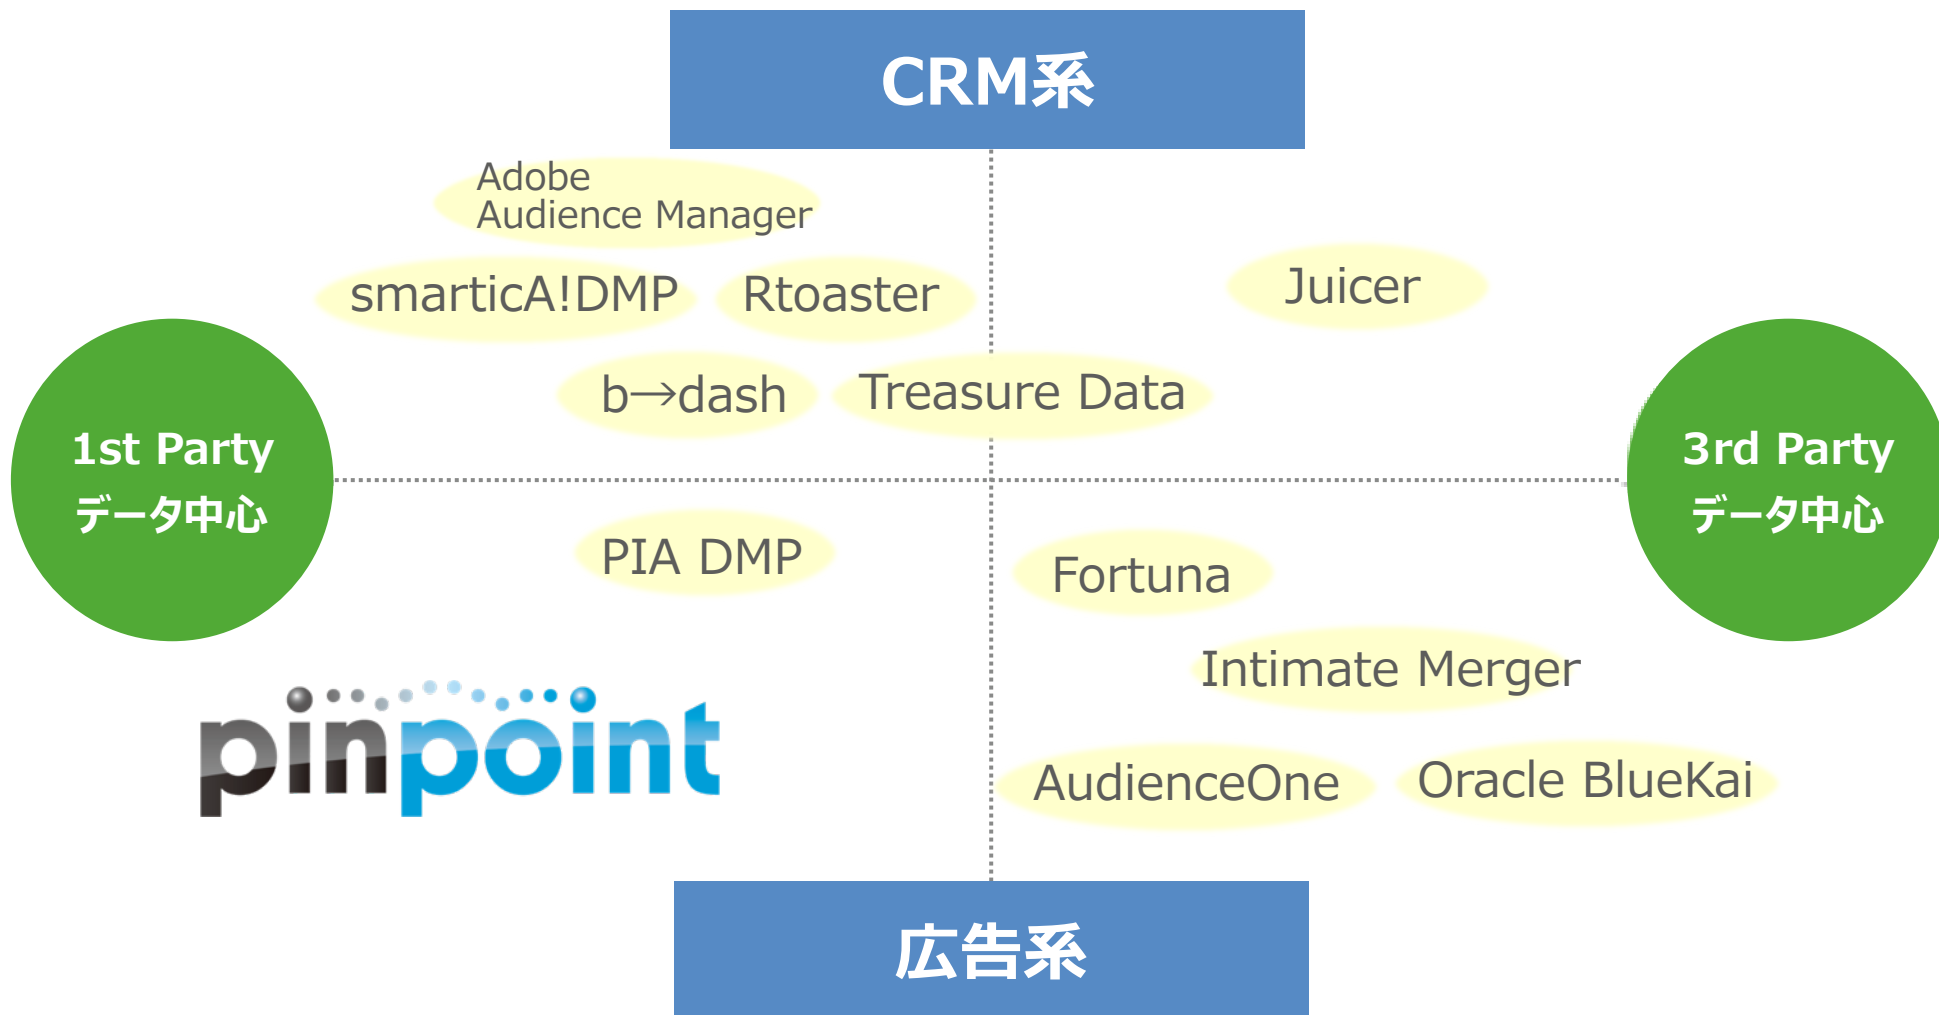 CRM系
Adobe
Audience Manager
smarticA!DMP
Rtoaster
Juicer
b→dash
Treasure Data
1st Party
データ中心
3rd Party
データ中心
PIA DMP
Fortuna
Intimate Merger
pinpoint
AudienceOne
Oracle BlueKai
広告系